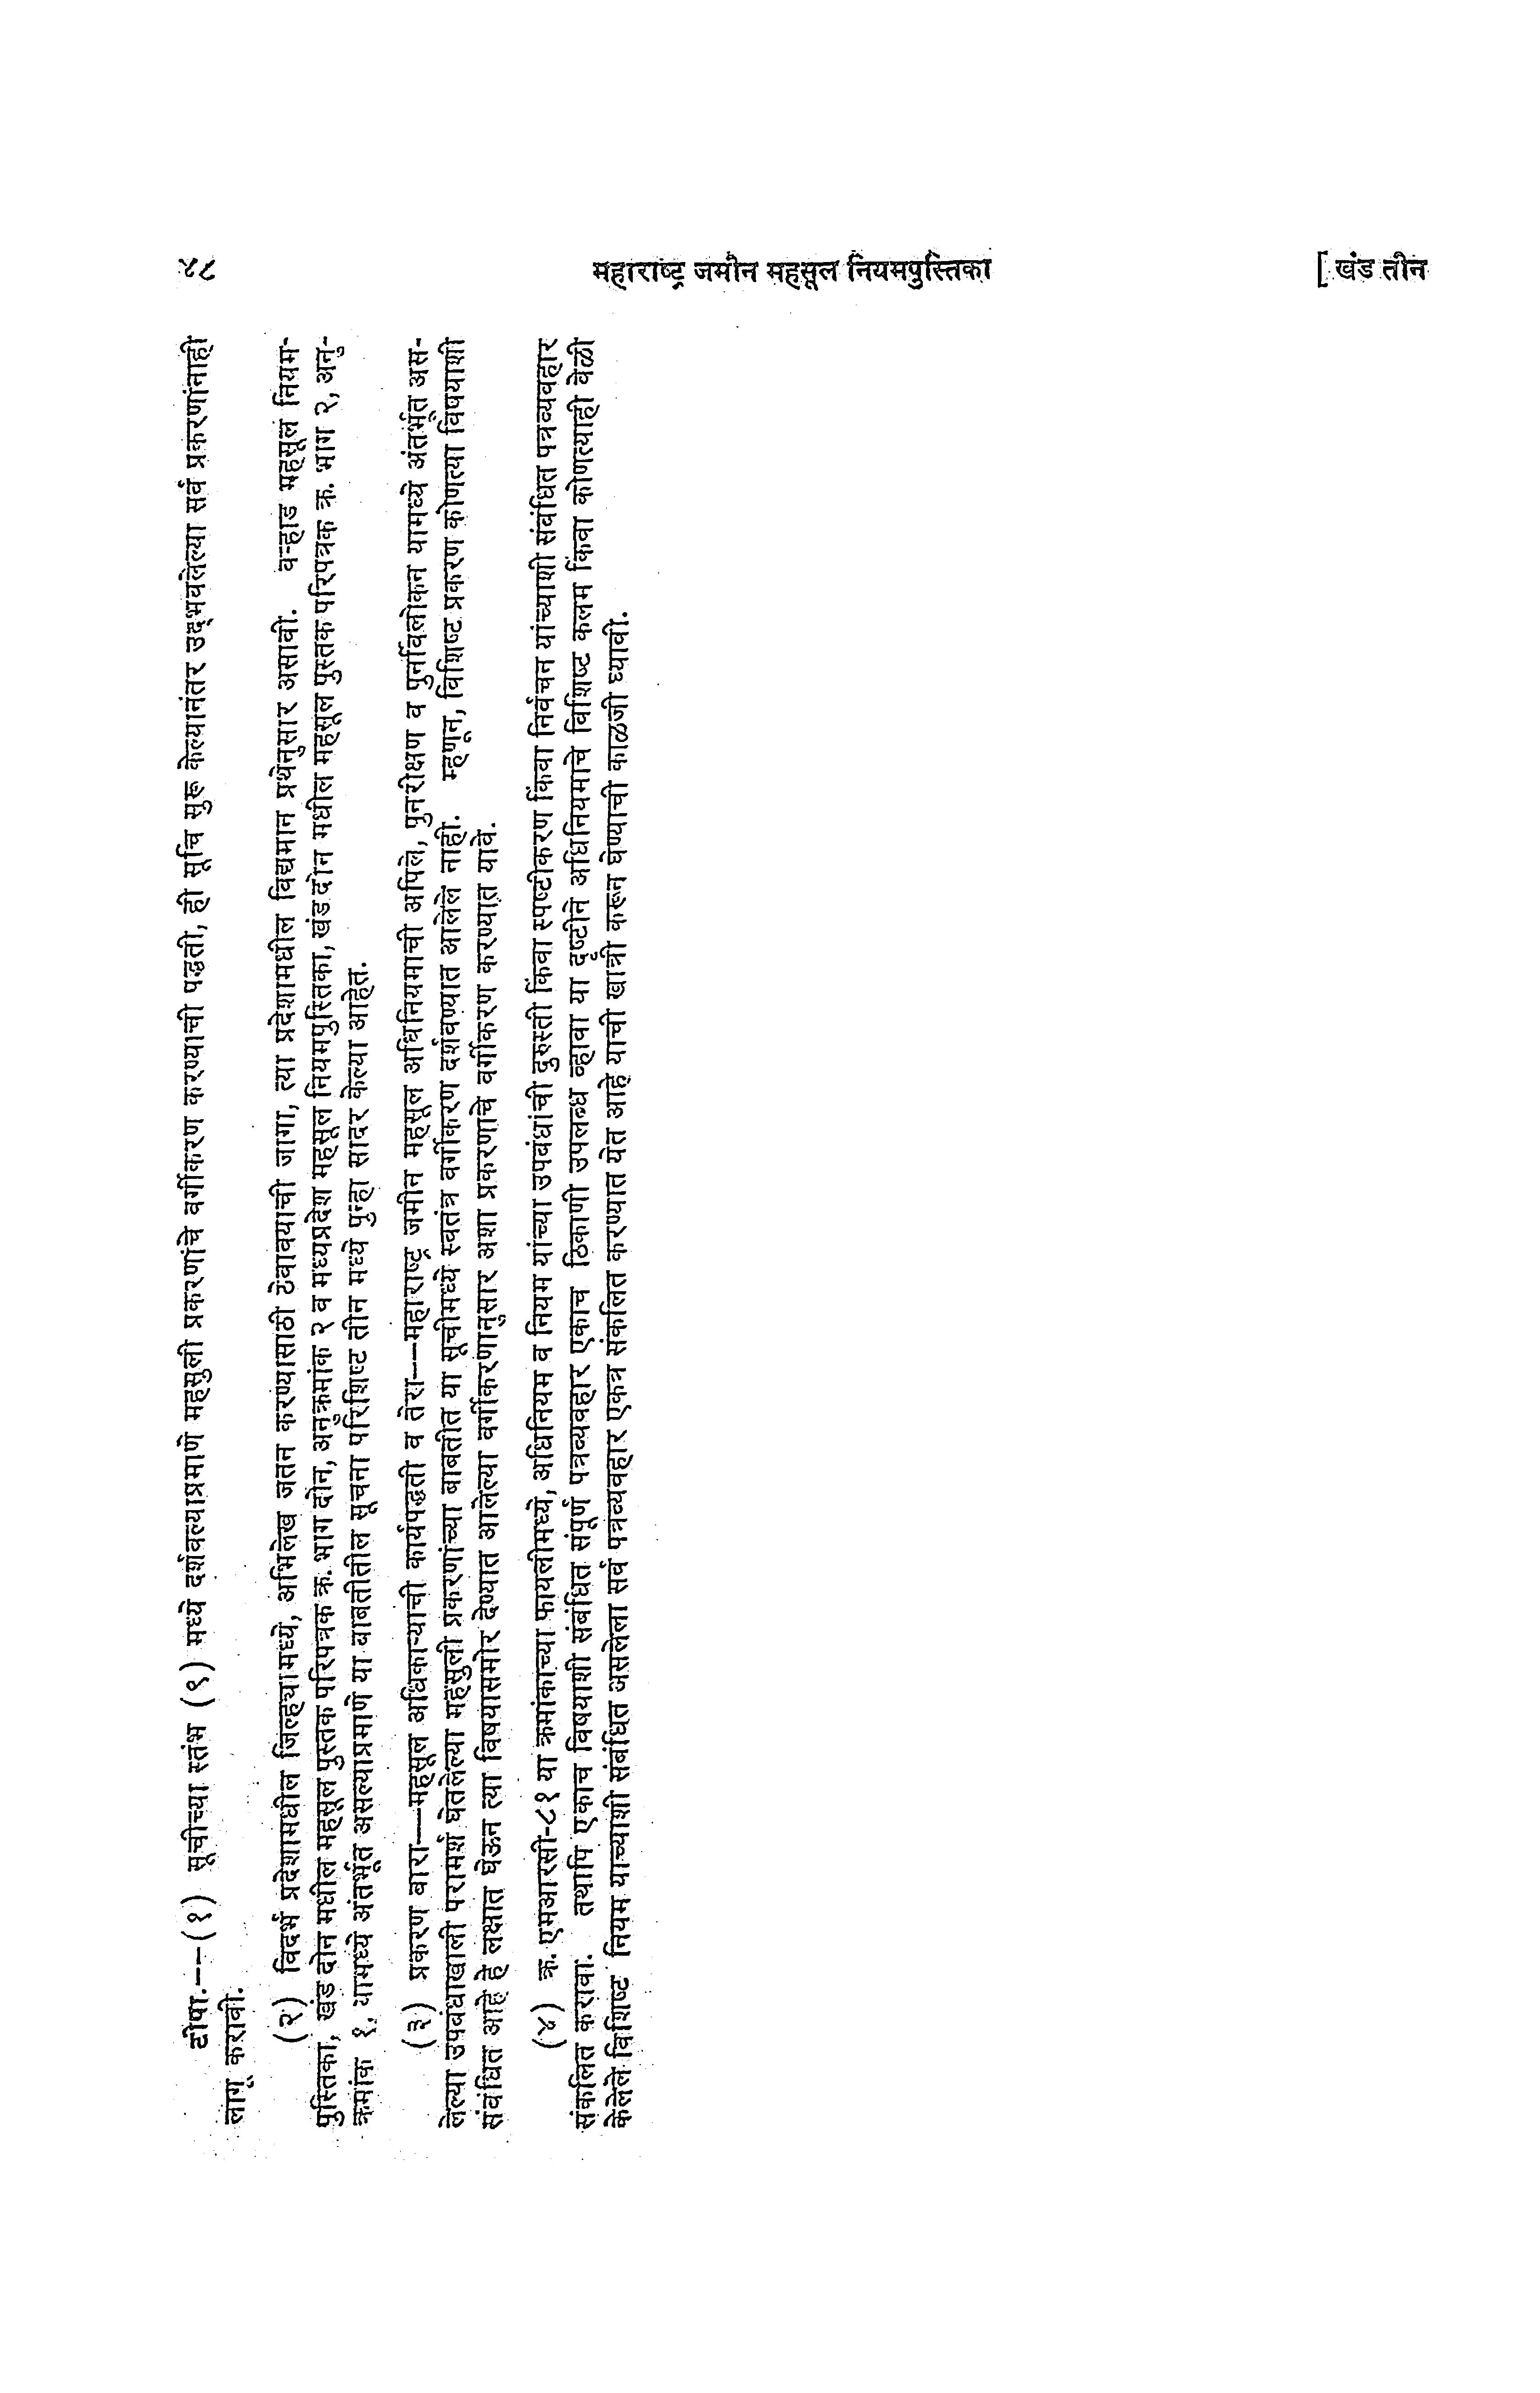 ४८
महाराष्ट्र जमीन महसूल नियमपुस्तिका
[ खंड तीन
टीपा.--(१) सूचीच्या स्तंभ (९) मध्ये दर्शवल्याप्रमाणे महसुली प्रकरणांचे वर्गीकरण करण्याची पद्धती, ही सूचि सुरू केल्यानंतर उद्भवलेल्या सर्व प्रकरणांनाही
लागू करावी.
(२) विदर्भ प्रदेशामधील जिल्ह्यामध्ये, अभिलेख जतन करण्यासाठी ठेवावयाची जागा, त्या प्रदेशामधील विद्यमान प्रथेनुसार असावी. वऱ्हाड महसूल नियम-
पुस्तिका, खंड दोन मधील महसूल पुस्तक परिपत्रक क्र. भाग दोन, अनुक्रमांक २ व मध्यप्रदेश महसूल नियमपुस्तिका, खंड दोन मधील महसूल पुस्तक परिपत्रक क्र. भाग २, अनु-
क्रमांक १, यामध्ये अंतर्भूत असल्याप्रमाणे या बाबतीतील सूचना परिशिष्ट तीन मध्ये पुन्हा सादर केल्या आहेत.
(३) प्रकरण बारा--महसूल अधिकाऱ्याची कार्यपद्धती व तेरा--महाराष्ट्र जमीन महसूल अधिनियमाची अपिले, पुनरीक्षण व पुनर्विलोकन यामध्ये अंतर्भूत अस-
लेल्या उपबंधाखाली परामर्श घेतलेल्या महसुली प्रकरणांच्या बाबतीत या सूचीमध्ये स्वतंत्र वर्गीकरण दर्शवण्यात आलेले नाही. म्हणून, विशिष्ट प्रकरण कोणत्या विषयाशी
संबंधित आहे हे लक्षात घेऊन त्या विषयासमोर देण्यात आलेल्या वर्गीकरणानुसार अशा प्रकरणाचे वर्गीकरण करण्यात यावे.
(४) क्र. एमआरसी-८१ या क्रमांकाच्या फायलीमध्ये, अधिनियम व नियम यांच्या उपबंधांची दुरुस्ती किंवा स्पष्टीकरण किंवा निर्वचन यांच्याशी संबंधित पत्रव्यवहार
संकलित करावा. तथापि एकाच विषयाशी संबंधित संपूर्ण पत्रव्यवहार एकाच ठिकाणी उपलब्ध व्हावा या दृष्टीने अधिनियमाचे विशिष्ट कलम किंवा कोणत्याही वेळी
केलेले विशिष्ट नियम याच्याशी संबंधित असलेला सर्व पत्रव्यवहार एकत्र संकलित करण्यात येत आहे याची खात्री करून घेण्याची काळजी घ्यावी.